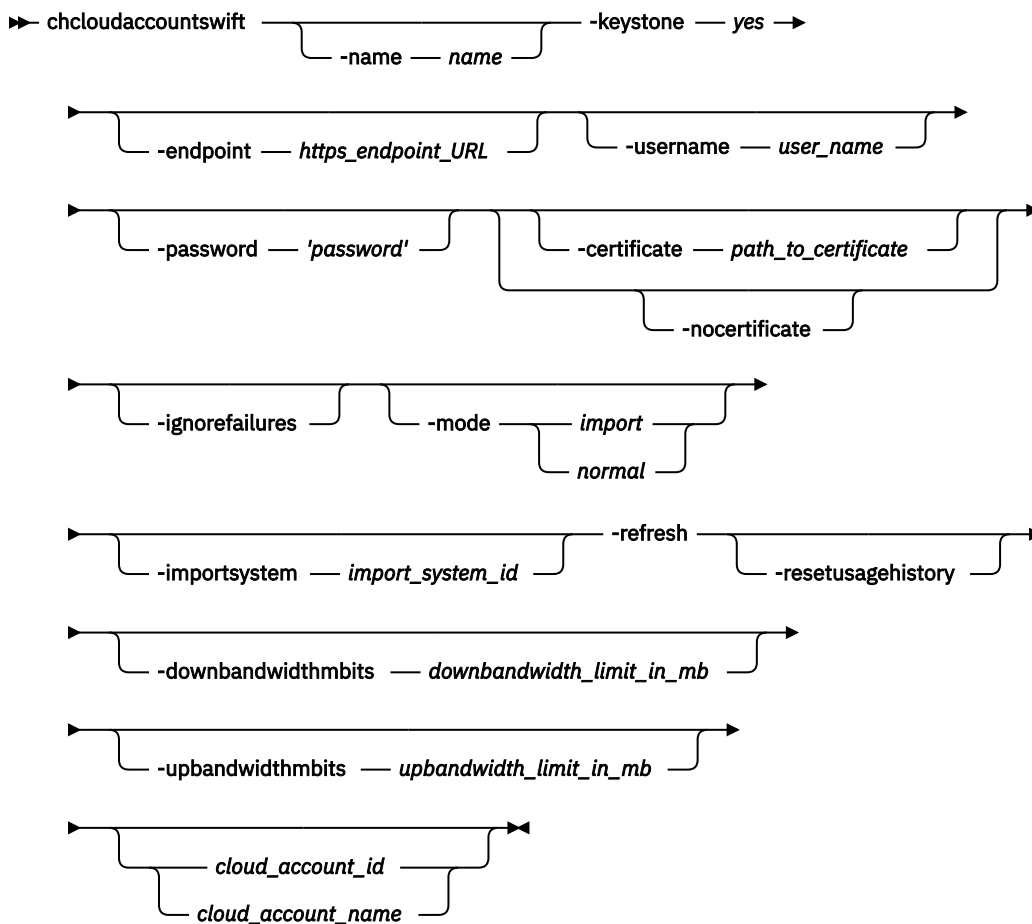 chcloudaccountswift -keystone yes
-name name
-endpoint https_endpoint_URL -username user_name
-password 'password' -certificate path_to_certificate
-nocertificate
-ignorefailures -mode import
normal
-refresh
-importsystem import_system_id -resetusagehistory
-downbandwidthmbits downbandwidth_limit_in_mb
-upbandwidthmbits upbandwidth_limit_in_mb
cloud_account_id
cloud_account_name